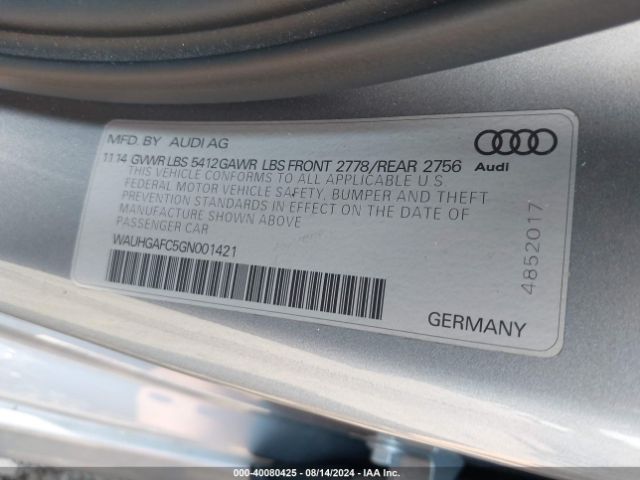 MFD. BY AUDI AG
11 14 GVWR LBS 5412 GAWR LBS FRONT 2778/REAR 2756
Audi
THIS VEHICLE CONFORMS TO ALL APPLICABLE U S
FEDERAL MOTOR VEHICLE SAFETY, BUMPER AND THEFT
PREVENTION STANDARDS IN EFFECT ON THE DATE OF
MANUFACTURE SHOWN ABOVE
PASSENGER CAR
WAUHGAFC5GN001421
4852017
GERMANY
000-40080425 - 08/14/2024 - IAA Inc.